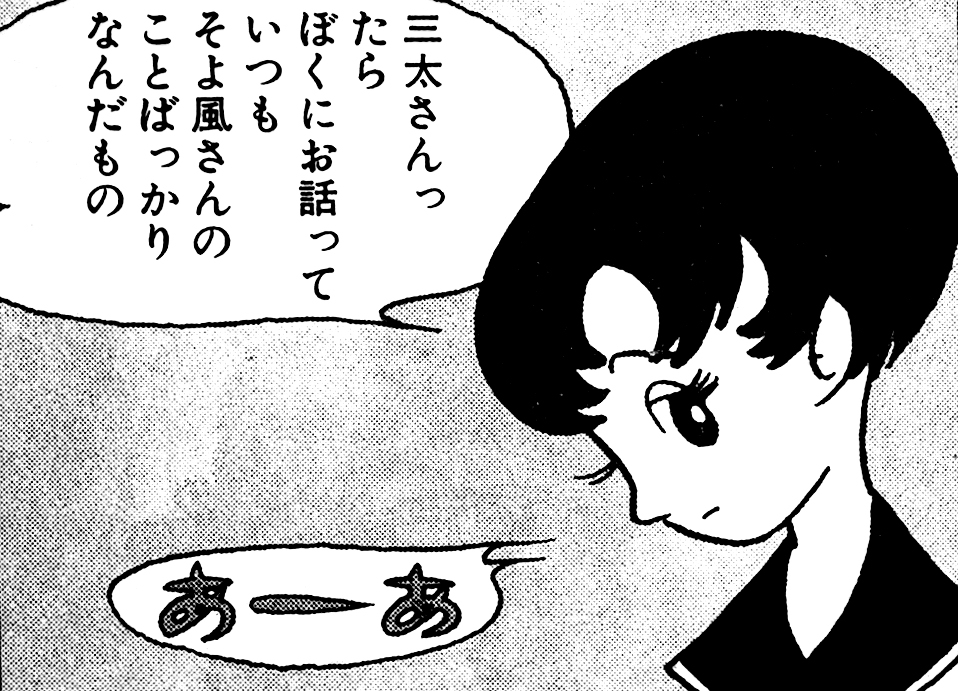 三太さんっ
たら
ぼくにお話って
いつも
そよ風さんの
ことばっかり
なんだもの
あーあ